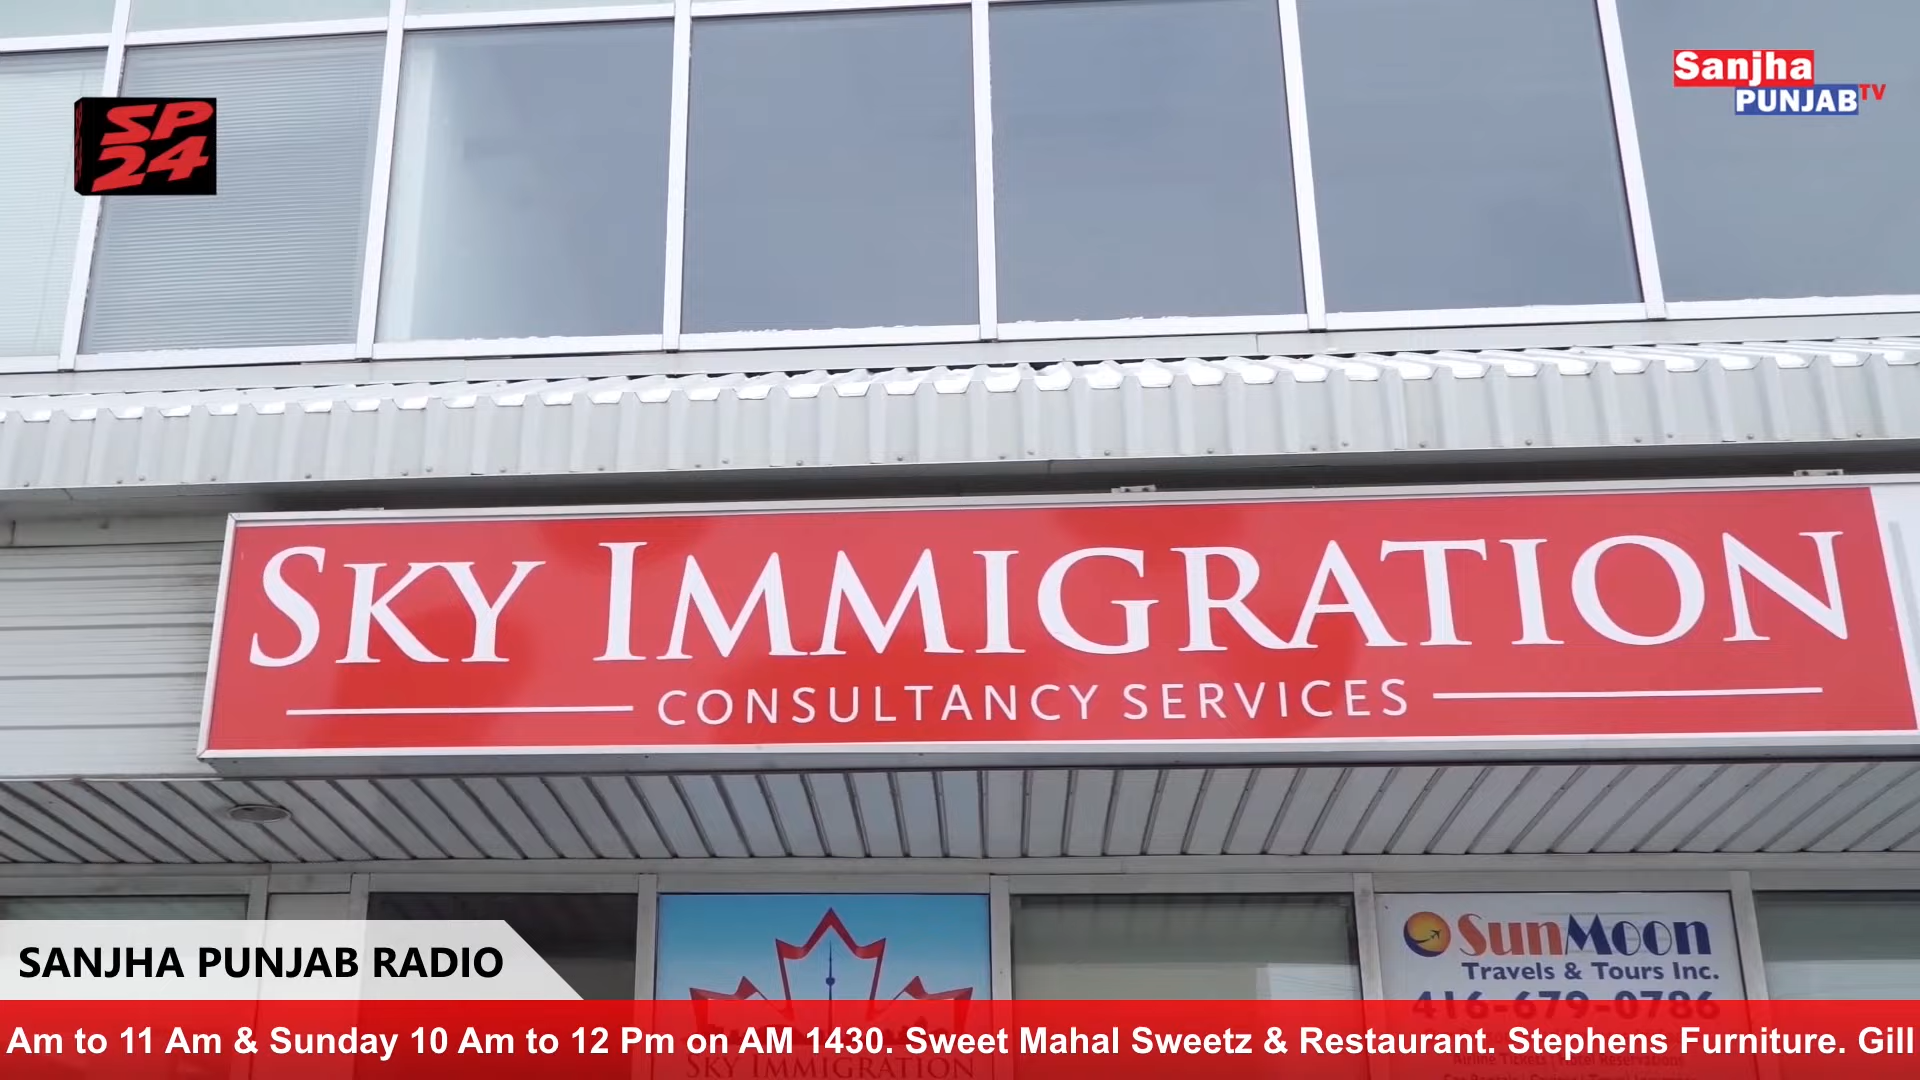 SP
24
Sanjha
PUNJAB TV
SKY IMMIGRATION
CONSULTANCY SERVICES
SunMoon
Travels & Tours Inc.
416-679-0786
SANJHA PUNJAB RADIO
Am to 11 Am & Sunday 10 Am to 12 Pm on AM 1430. Sweet Mahal Sweetz & Restaurant. Stephens Furniture. Gill
SKY IMMIGRATION